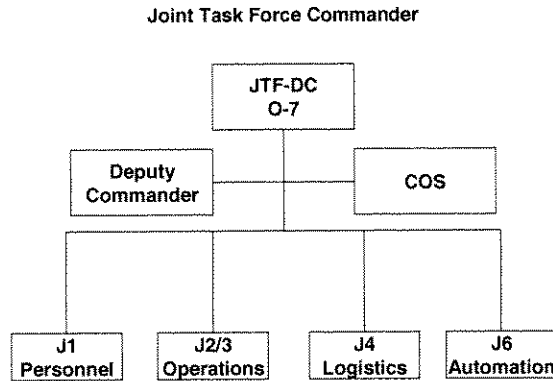 Joint Task Force Commander
JTF-DC
O-7
Deputy
Commander
COS
J1
Personnel
J2/3
Operations
J4
Logistics
J6
Automation